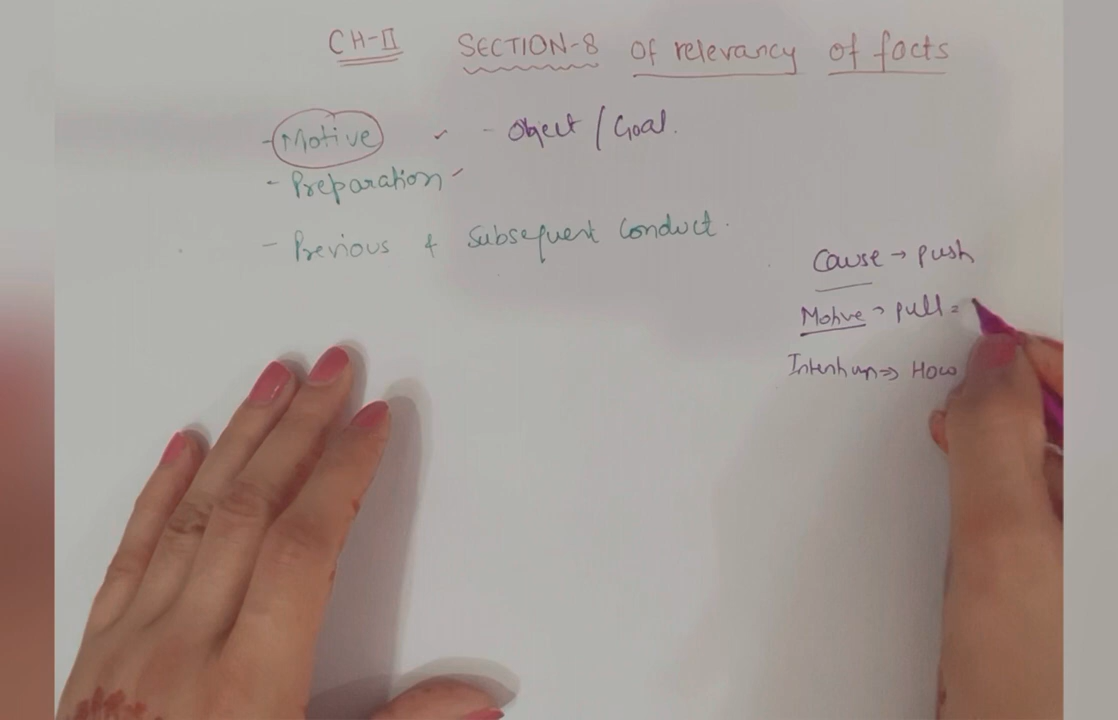 CH-II SECTION-8 of relevancy of facts
- Motive ✓ - Object / Goal.
- Preparation ✓
- Previous & Subsequent Conduct.
Cause → push
Motive → pull =
Intention ⇒ How